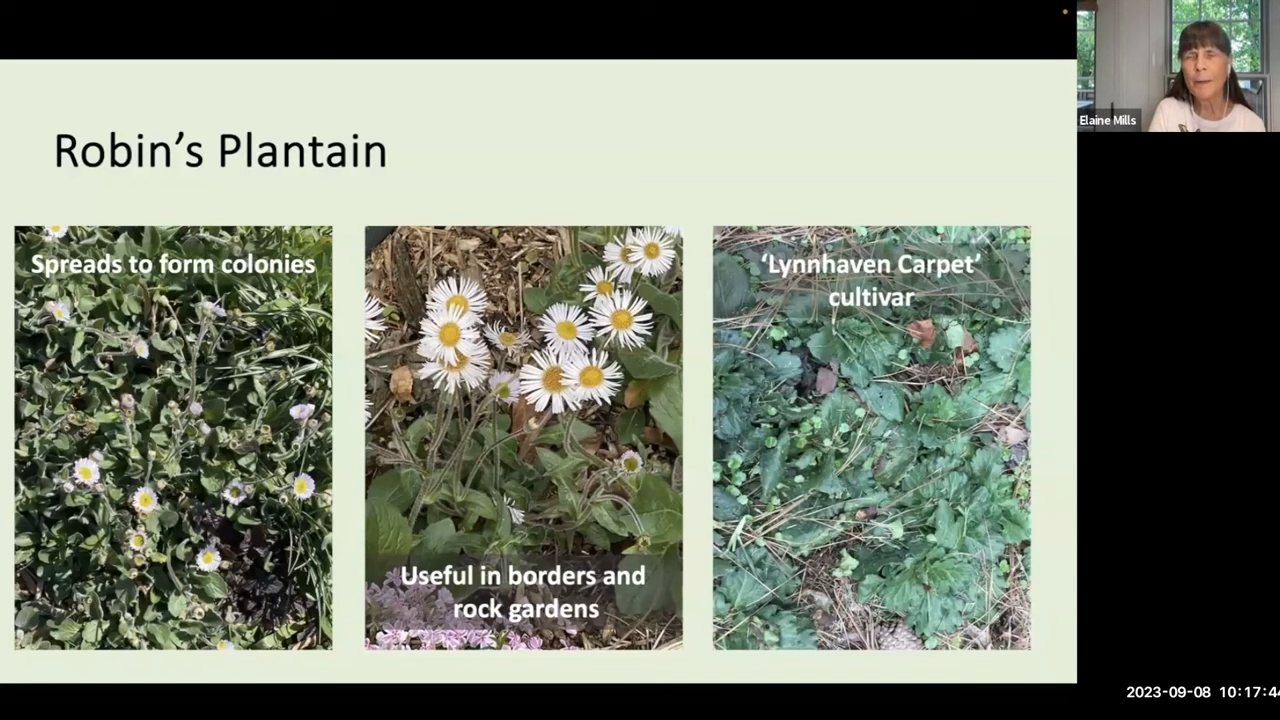 Robin’s Plantain
Spreads to form colonies
Useful in borders and
rock gardens
‘Lynnhaven Carpet’
cultivar
Elaine Mills
2023-09-08 10:17:44